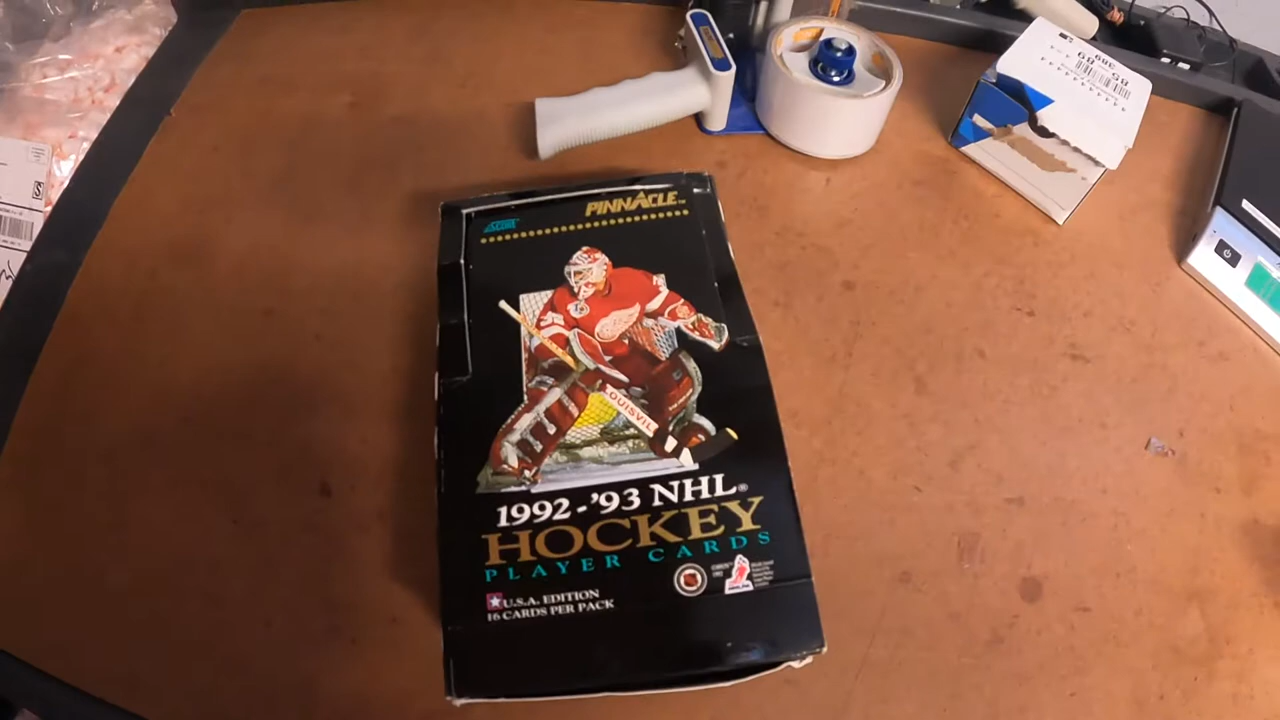 Score
PINNACLE
LOUISVIL
1992-'93 NHL®
HOCKEY
PLAYER CARDS
U.S.A. EDITION
16 CARDS PER PACK